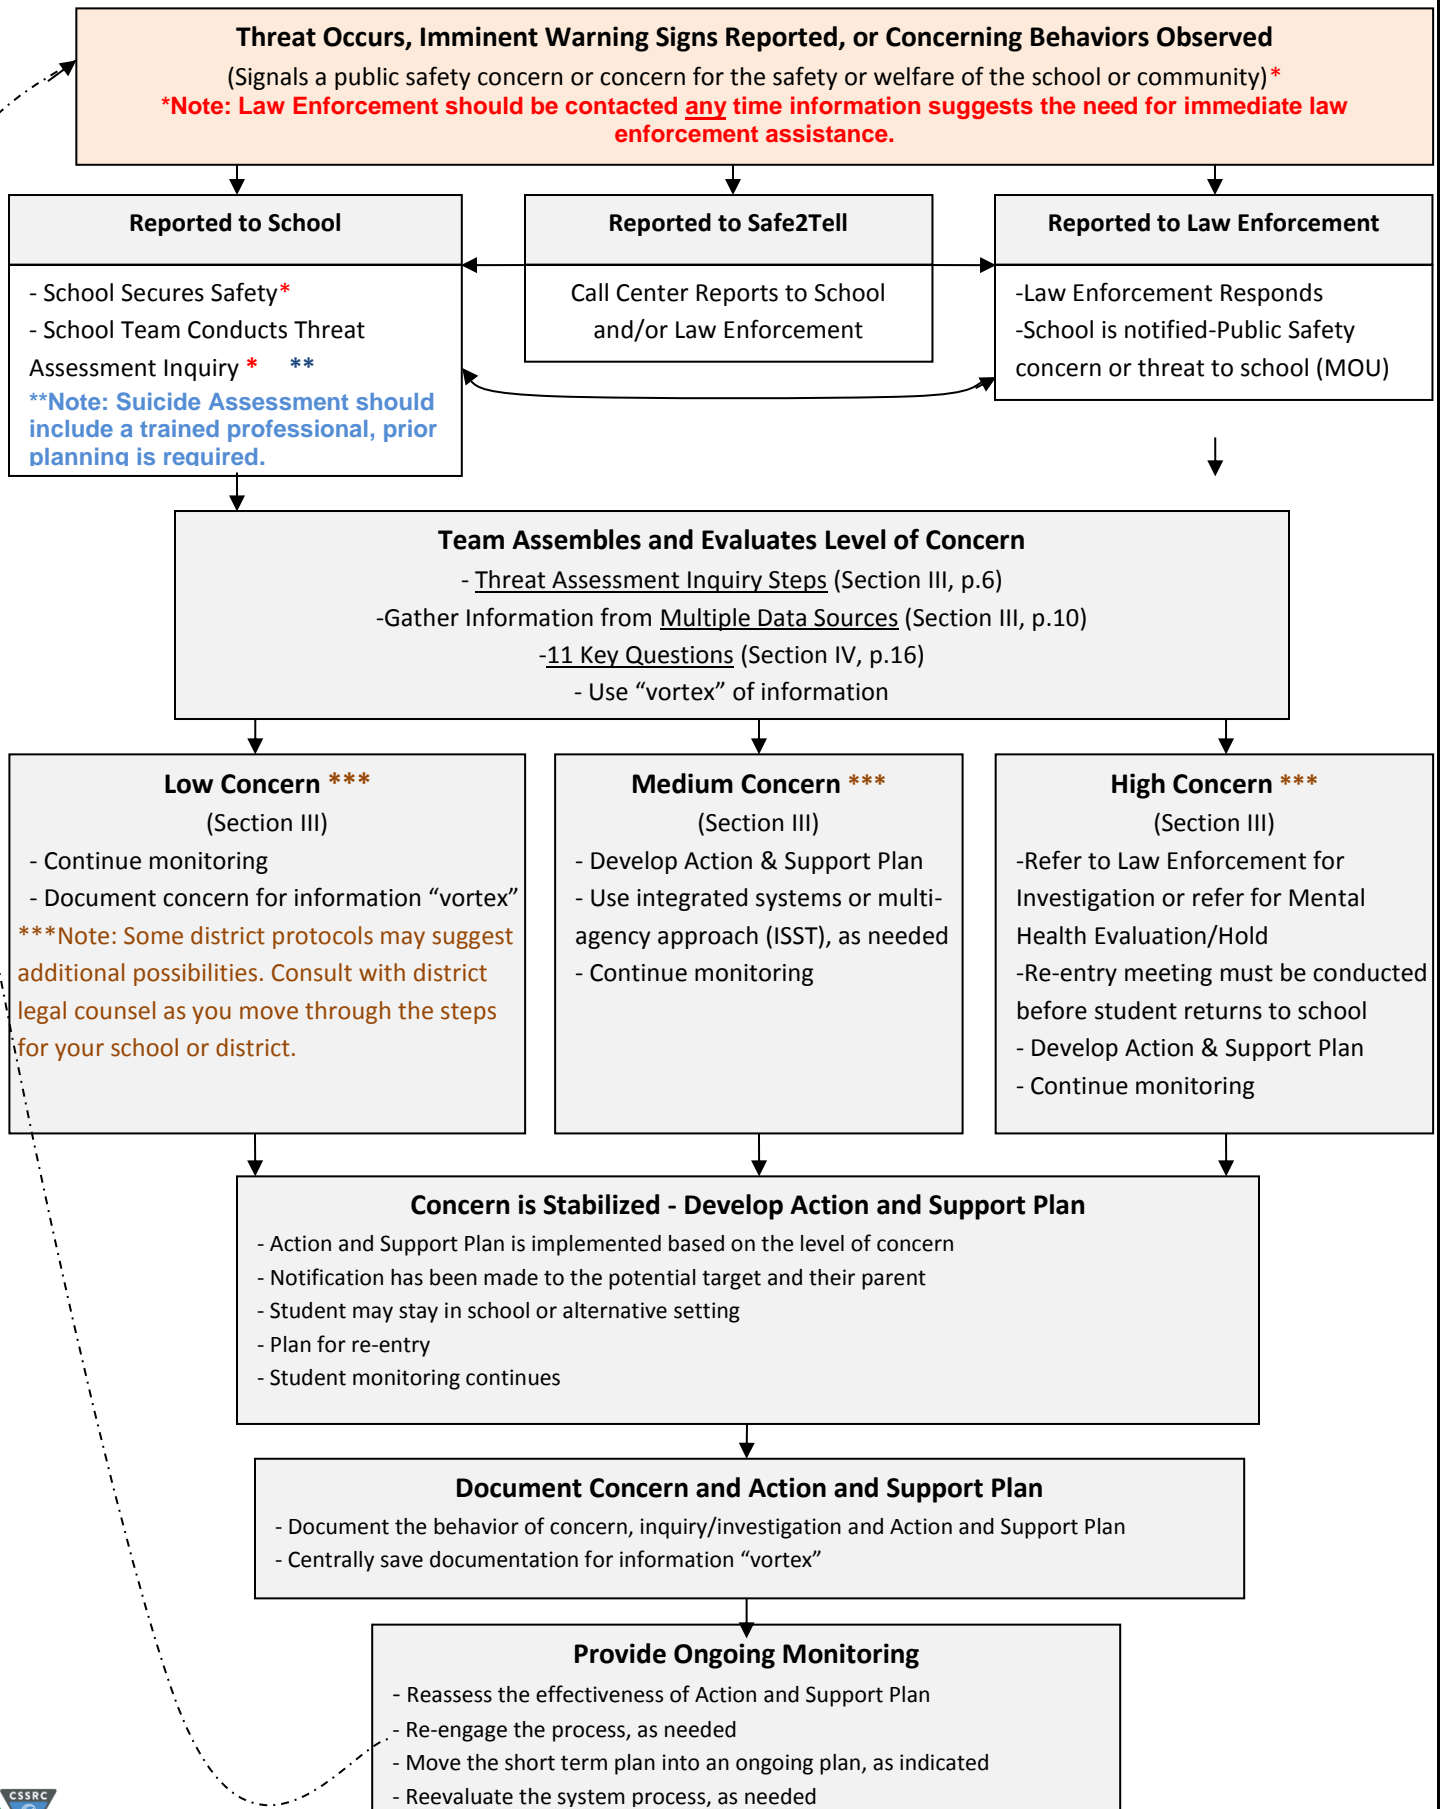 Threat Occurs, Imminent Warning Signs Reported, or Concerning Behaviors Observed
(Signals a public safety concern or concern for the safety or welfare of the school or community)*
*Note: Law Enforcement should be contacted any time information suggests the need for immediate law
enforcement assistance.
Reported to School
- School Secures Safety*
- School Team Conducts Threat
Assessment Inquiry * **
**Note: Suicide Assessment should
include a trained professional, prior
planning is required.
Reported to Safe2Tell
Call Center Reports to School
and/or Law Enforcement
Reported to Law Enforcement
-Law Enforcement Responds
-School is notified-Public Safety
concern or threat to school (MOU)
Team Assembles and Evaluates Level of Concern
- Threat Assessment Inquiry Steps (Section III, p.6)
-Gather Information from Multiple Data Sources (Section III, p.10)
-11 Key Questions (Section IV, p.16)
- Use “vortex” of information
Low Concern ***
(Section III)
- Continue monitoring
- Document concern for information “vortex”
***Note: Some district protocols may suggest
additional possibilities. Consult with district
legal counsel as you move through the steps
for your school or district.
Medium Concern ***
(Section III)
- Develop Action & Support Plan
- Use integrated systems or multi-
agency approach (ISST), as needed
- Continue monitoring
High Concern ***
(Section III)
-Refer to Law Enforcement for
Investigation or refer for Mental
Health Evaluation/Hold
-Re-entry meeting must be conducted
before student returns to school
- Develop Action & Support Plan
- Continue monitoring
Concern is Stabilized - Develop Action and Support Plan
- Action and Support Plan is implemented based on the level of concern
- Notification has been made to the potential target and their parent
- Student may stay in school or alternative setting
- Plan for re-entry
- Student monitoring continues
Document Concern and Action and Support Plan
- Document the behavior of concern, inquiry/investigation and Action and Support Plan
- Centrally save documentation for information “vortex”
Provide Ongoing Monitoring
- Reassess the effectiveness of Action and Support Plan
- Re-engage the process, as needed
- Move the short term plan into an ongoing plan, as indicated
- Reevaluate the system process, as needed
CSSRC